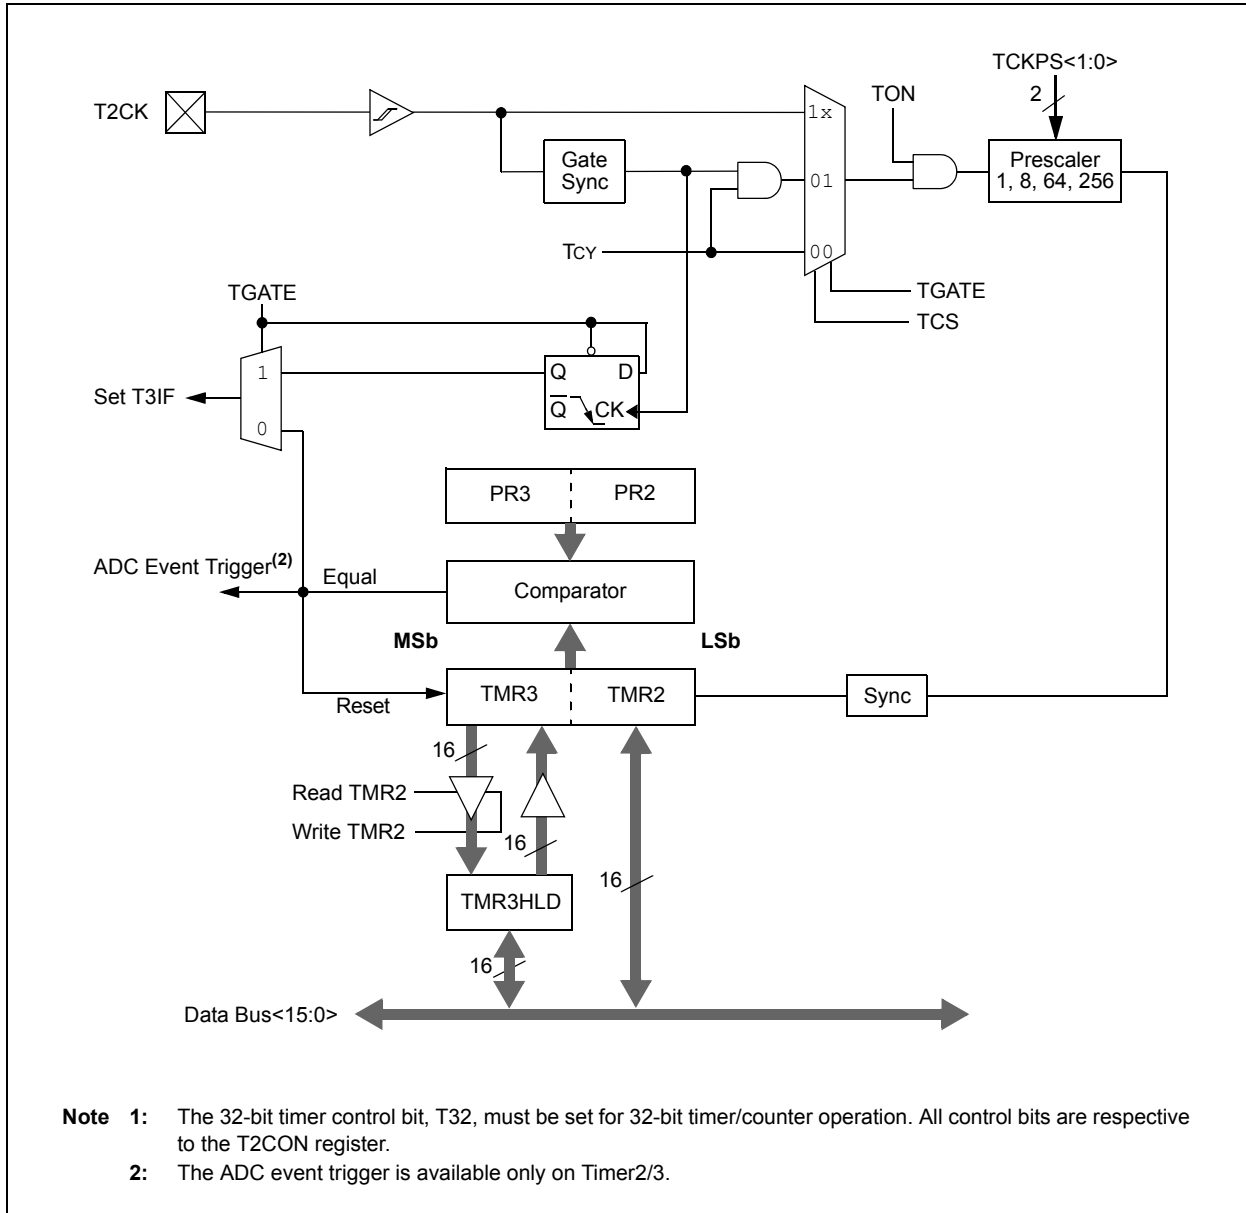 TCKPS<1:0>
2
TON
T2CK
1x
Gate
Sync
Prescaler
1, 8, 64, 256
01
TCY
00
TGATE
TCS
TGATE
1
Q D
Set T3IF
Q CK
0
PR3 PR2
ADC Event Trigger(2)
Equal
Comparator
MSb LSb
TMR3 TMR2
Sync
Reset
16
Read TMR2
Write TMR2
16
16
TMR3HLD
16
Data Bus<15:0>
Note 1: The 32-bit timer control bit, T32, must be set for 32-bit timer/counter operation. All control bits are respective
to the T2CON register.
2: The ADC event trigger is available only on Timer2/3.